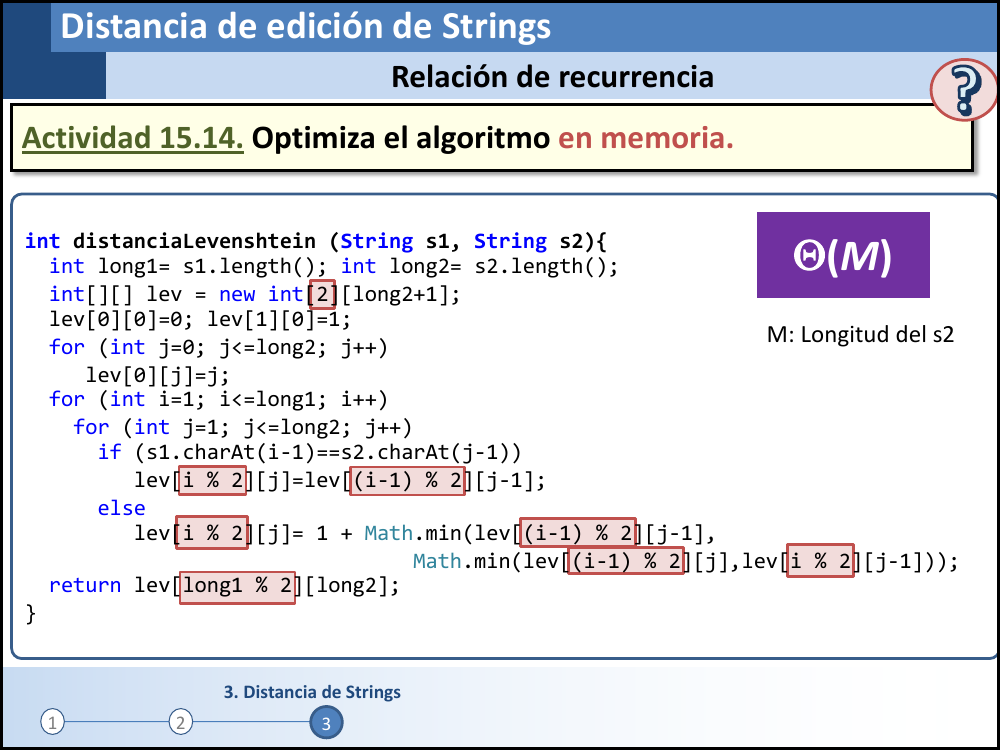 Distancia de edición de Strings
Relación de recurrencia
?
Actividad 15.14. Optimiza el algoritmo en memoria.
int distanciaLevenshtein (String s1, String s2){
int long1= s1.length(); int long2= s2.length();
int[][] lev = new int[2][long2+1];
lev[0][0]=0; lev[1][0]=1;
for (int j=0; j<=long2; j++)
lev[0][j]=j;
for (int i=1; i<=long1; i++)
for (int j=1; j<=long2; j++)
if (s1.charAt(i-1)==s2.charAt(j-1))
lev[i % 2][j]=lev[(i-1) % 2][j-1];
else
lev[i % 2][j]= 1 + Math.min(lev[(i-1) % 2][j-1],
Math.min(lev[(i-1) % 2][j],lev[i % 2][j-1]));
return lev[long1 % 2][long2];
}
Θ(M)
M: Longitud del s2
3. Distancia de Strings
1 2 3